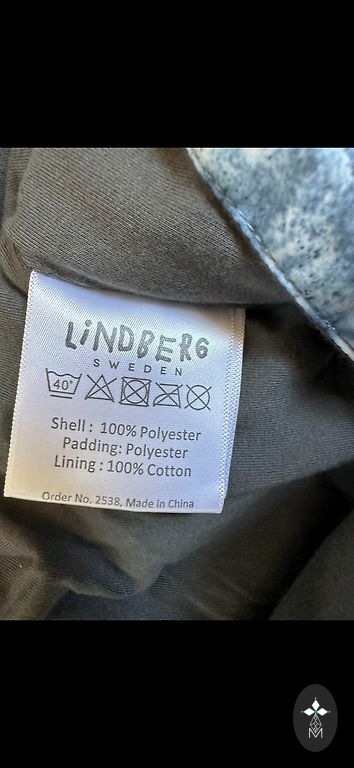 LiNDBERG
SWEDEN
40°
Shell : 100% Polyester
Padding: Polyester
Lining : 100% Cotton
Order No. 2538, Made in China
M